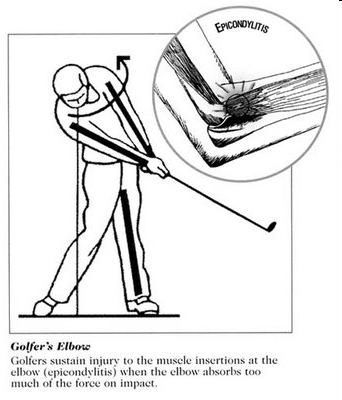 EPICONDYLITIS
Golfer's Elbow
Golfers sustain injury to the muscle insertions at the
elbow (epicondylitis) when the elbow absorbs too
much of the force on impact.